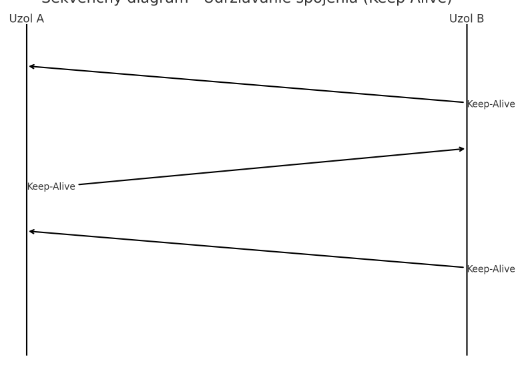 Sekvenčný diagram - Udržiavanie spojenia (Keep-Alive)
Uzol A
Uzol B
Keep-Alive
Keep-Alive
Keep-Alive